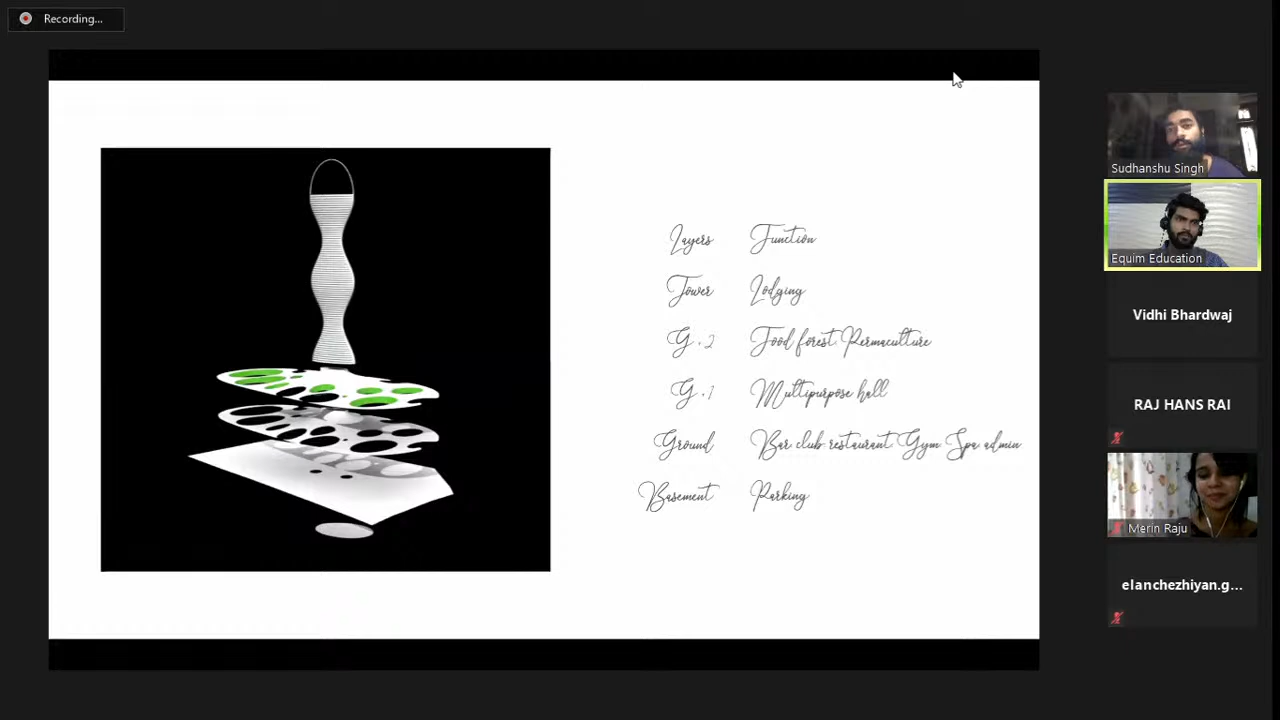 Recording...
Layers Function
Tower Lodging
G+2 Food forest, Permaculture
G+1 Multipurpose hall
Ground Bar club restaurant Gym Spa admin
Basement Parking
Sudhanshu Singh
Equim Education
Vidhi Bhardwaj
RAJ HANS RAI
Merin Raju
elanchezhiyan.g...